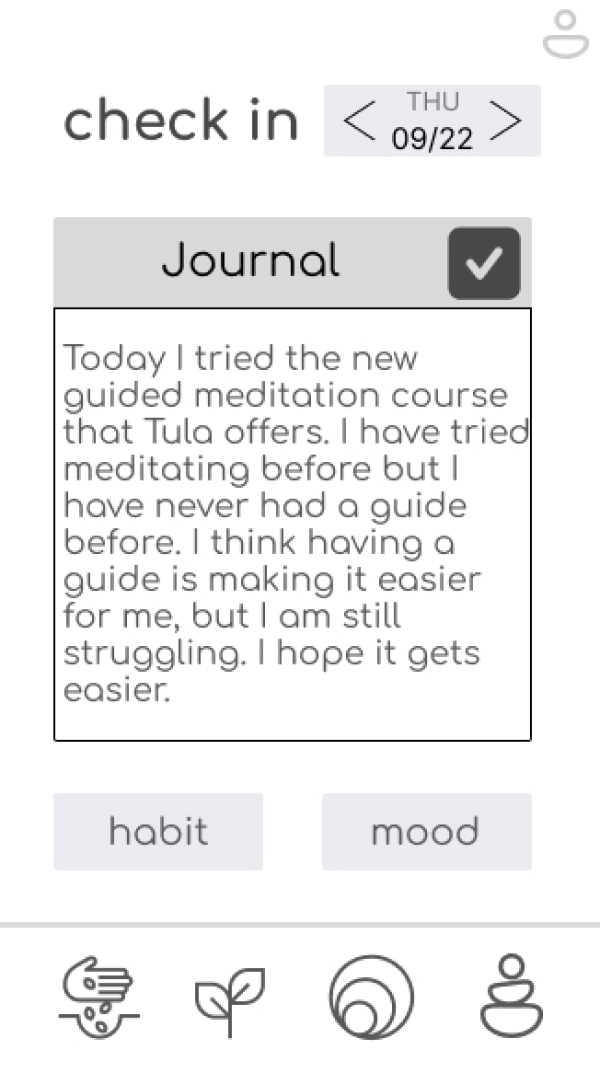 check in
< THU >
09/22
Journal
Today I tried the new
guided meditation course
that Tula offers. I have tried
meditating before but I
have never had a guide
before. I think having a
guide is making it easier
for me, but I am still
struggling. I hope it gets
easier.
habit mood